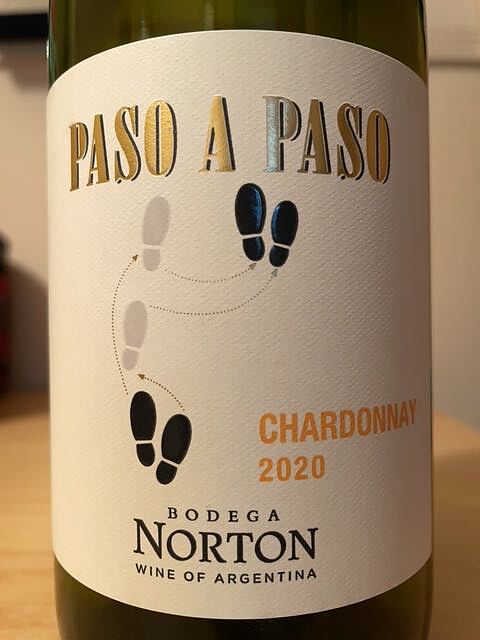 PASO A PASO
CHARDONNAY
2020
BODEGA
NORTON
WINE OF ARGENTINA